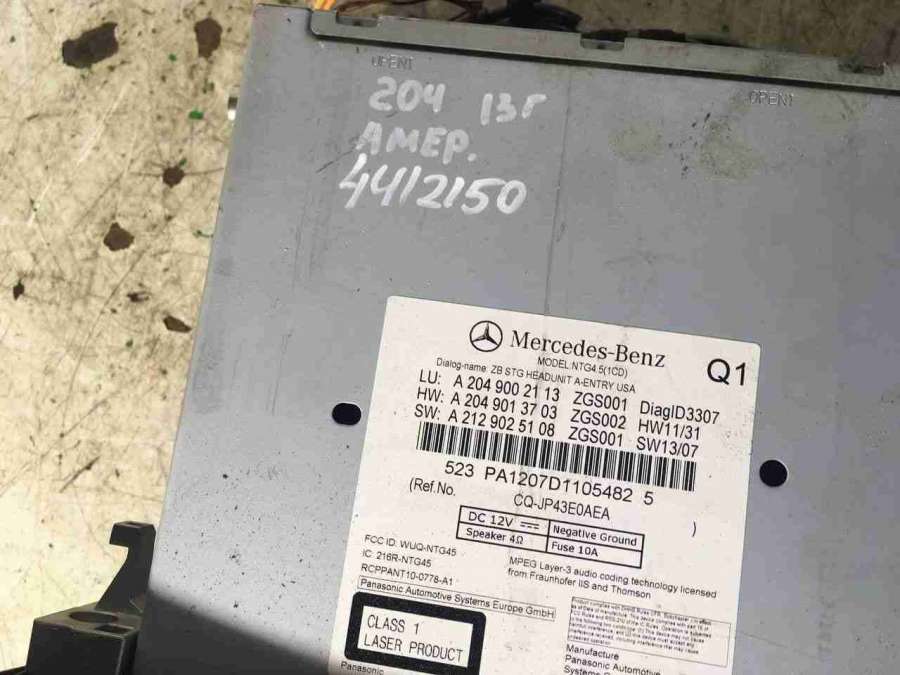 OPEN↑
OPEN↑
204 13г
АМЕР.
4412150
Mercedes-Benz
Q1
MODEL:NTG4.5(1CD)
Dialog-name: ZB STG HEADUNIT A-ENTRY USA
LU: A 204 900 21 13 ZGS001 DiagID3307
HW: A 204 901 37 03 ZGS002 HW11/31
SW: A 212 902 51 08 ZGS001 SW13/07
523 PA1207D1105482 5
(Ref.No. CQ-JP43E0AEA )
DC 12V Negative Ground
Speaker 4Ω Fuse 10A
FCC ID: WUQ-NTG45
IC: 216R-NTG45
RCPPANT10-0778-A1
MPEG Layer-3 audio coding technology licensed
from Fraunhofer IIS and Thomson
Panasonic Automotive Systems Europe GmbH
CLASS 1
LASER PRODUCT
Manufacture
Panasonic Automotive
Panasonic